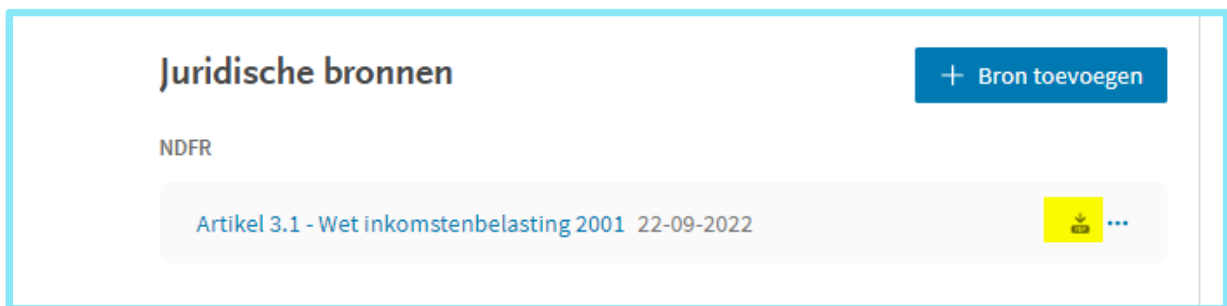 Juridische bronnen
+ Bron toevoegen
NDFR
Artikel 3.1 - Wet inkomstenbelasting 2001 22-09-2022